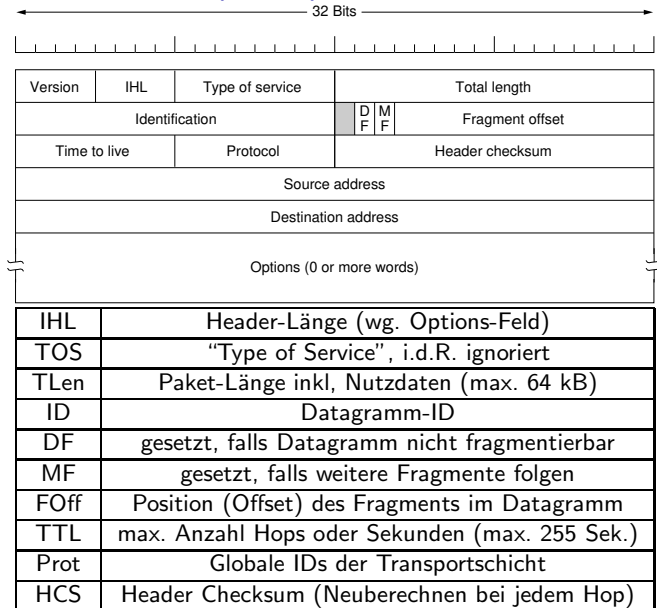 32 Bits
Version IHL Type of service Total length
Identification D F M F Fragment offset
Time to live Protocol Header checksum
Source address
Destination address
Options (0 or more words)
IHL Header-Länge (wg. Options-Feld)
TOS “Type of Service”, i.d.R. ignoriert
TLen Paket-Länge inkl, Nutzdaten (max. 64 kB)
ID Datagramm-ID
DF gesetzt, falls Datagramm nicht fragmentierbar
MF gesetzt, falls weitere Fragmente folgen
FOff Position (Offset) des Fragments im Datagramm
TTL max. Anzahl Hops oder Sekunden (max. 255 Sek.)
Prot Globale IDs der Transportschicht
HCS Header Checksum (Neuberechnen bei jedem Hop)